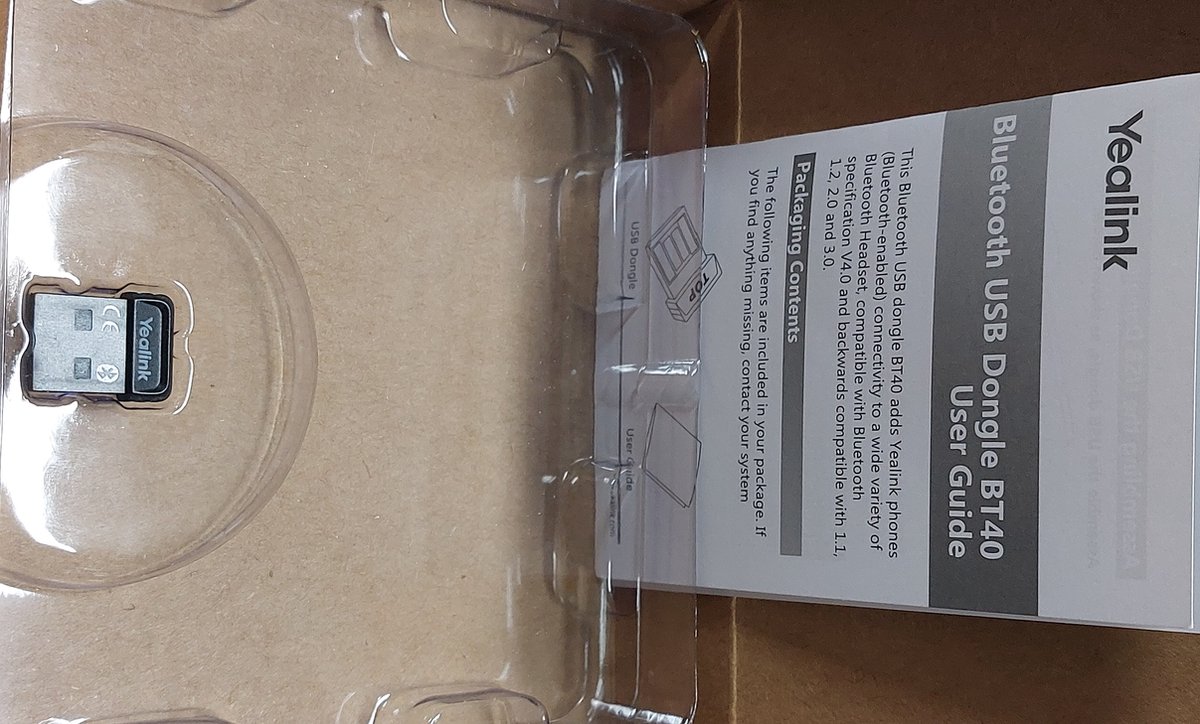 Yealink
Bluetooth USB Dongle BT40
User Guide
This Bluetooth USB dongle BT40 adds Yealink phones
(Bluetooth-enabled) connectivity to a wide variety of
Bluetooth Headset, compatible with Bluetooth
specification V4.0 and backwards compatible with 1.1,
1.2, 2.0 and 3.0.
Packaging Contents
The following items are included in your package. If
you find anything missing, contact your system
TOP
USB Dongle
User Guide
Yealink
CE